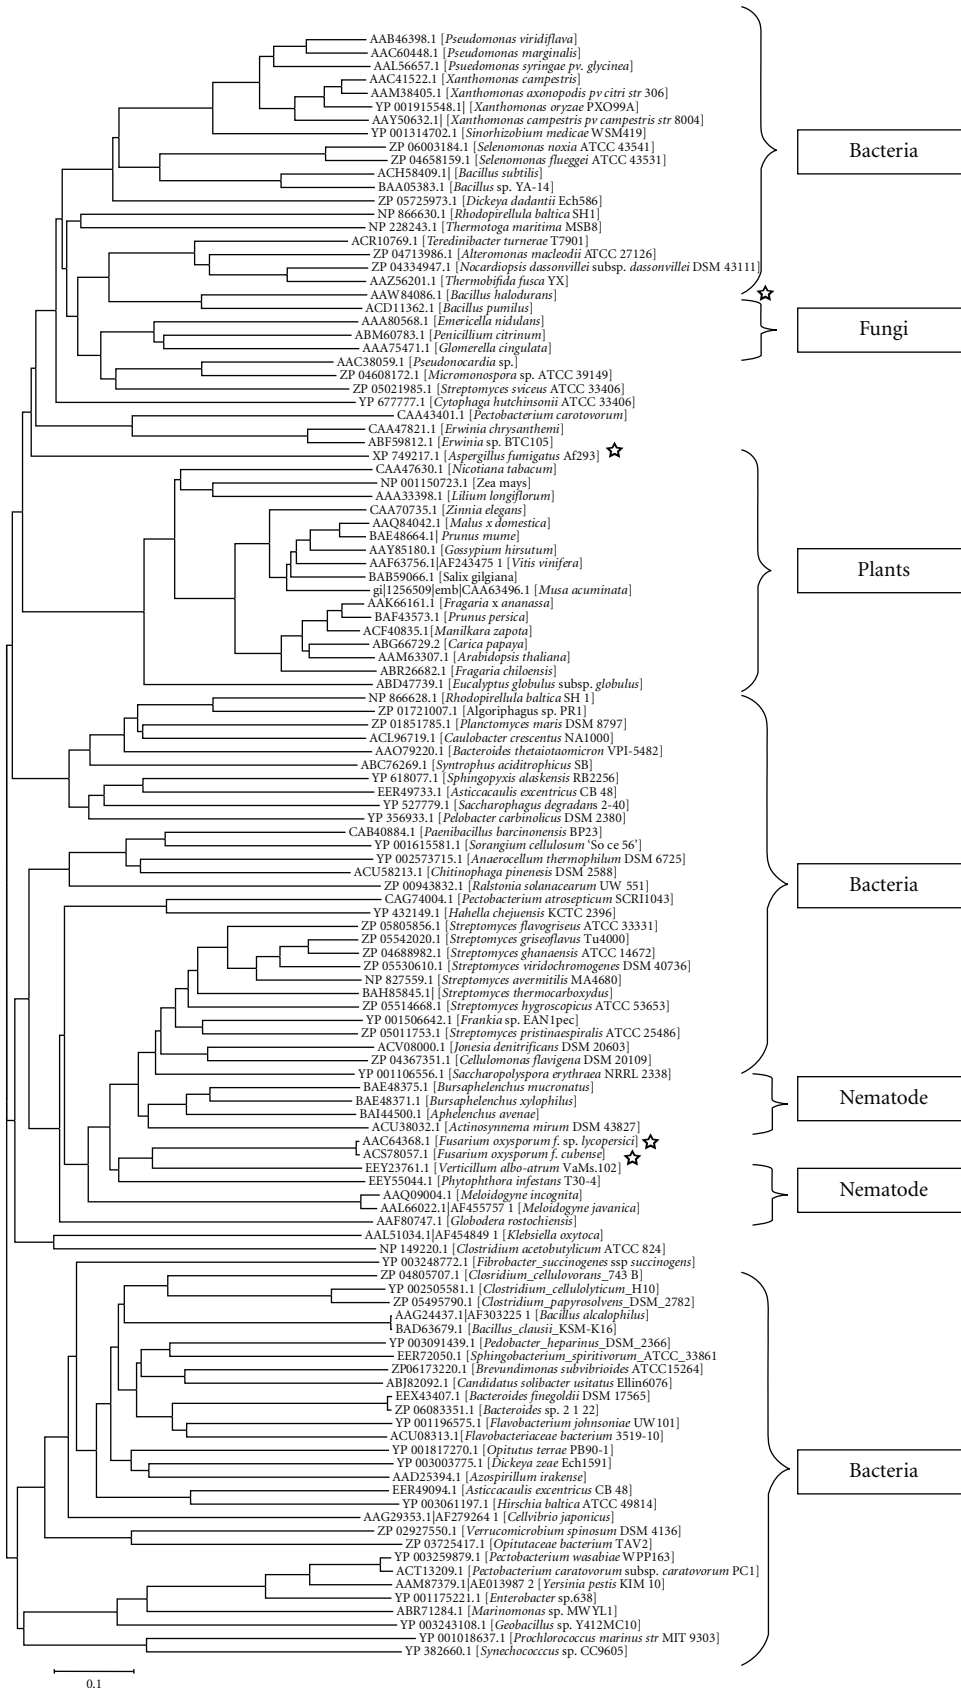 AAB46398.1 [Pseudomonas viridiflava]
AAC60448.1 [Pseudomonas marginalis]
AAL56657.1 [Psuedomonas syringae pv. glycinea]
AAC41522.1 [Xanthomonas campestris]
AAM38405.1 [Xanthomonas axonopodis pv citri str 306]
YP 001915548.1| [Xanthomonas oryzae PXO99A]
AAY50632.1| [Xanthomonas campestris pv campestris str 8004]
YP 001314702.1 [Sinorhizobium medicae WSM419]
ZP 06003184.1 [Selenomonas noxia ATCC 43541]
ZP 04658159.1 [Selenomonas flueggei ATCC 43531]
ACH58409.1| [Bacillus subtilis]
BAA05383.1 [Bacillus sp. YA-14]
Bacteria
ZP 05725973.1 [Dickeya dadantii Ech586]
NP 866630.1 [Rhodopirellula baltica SH1]
NP 228243.1 [Thermotoga maritima MSB8]
ACR10769.1 [Teredinibacter turnerae T7901]
ZP 04713986.1 [Alteromonas macleodii ATCC 27126]
ZP 04334947.1 [Nocardiopsis dassonvillei subsp. dassonvillei DSM 43111]
AAZ56201.1 [Thermobifida fusca YX]
AAW84086.1 [Bacillus halodurans]
ACD11362.1 [Bacillus pumilus]
AAA80568.1 [Emericella nidulans]
ABM60783.1 [Penicillium citrinum]
AAA75471.1 [Glomerella cingulata]
Fungi
AAC38059.1 [Pseudonocardia sp.]
ZP 04608172.1 [Micromonospora sp. ATCC 39149]
ZP 05021985.1 [Streptomyces sviceus ATCC 33406]
YP 677777.1 [Cytophaga hutchinsonii ATCC 33406]
CAA43401.1 [Pectobacterium carotovorum]
CAA47821.1 [Erwinia chrysanthemi]
ABF59812.1 [Erwinia sp. BTC105]
XP 749217.1 [Aspergillus fumigatus Af293]
CAA47630.1 [Nicotiana tabacum]
NP 001150723.1 [Zea mays]
AAA33398.1 [Lilium longiflorum]
CAA70735.1 [Zinnia elegans]
AAQ84042.1 [Malus x domestica]
BAE48664.1| [Prunus mume]
AAY85180.1 [Gossypium hirsutum]
AAF63756.1|AF243475 1 [Vitis vinifera]
BAB59066.1 [Salix gilgiana]
gi|1256509|emb|CAA63496.1 [Musa acuminata]
AAK66161.1 [Fragaria x ananassa]
BAF43573.1 [Prunus persica]
ACF40835.1[Manilkara zapota]
ABG66729.2 [Carica papaya]
AAM63307.1 [Arabidopsis thaliana]
ABR26682.1 [Fragaria chiloensis]
ABD47739.1 [Eucalyptus globulus subsp. globulus]
Plants
NP 866628.1 [Rhodopirellula baltica SH 1]
ZP 01721007.1 [Algoriphagus sp. PR1]
ZP 01851785.1 [Planctomyces maris DSM 8797]
ACL96719.1 [Caulobacter crescentus NA1000]
AAO79220.1 [Bacteroides thetaiotaomicron VPI-5482]
ABC76269.1 [Syntrophus aciditrophicus SB]
YP 618077.1 [Sphingopyxis alaskensis RB2256]
EER49733.1 [Asticcacaulis excentricus CB 48]
YP 527779.1 [Saccharophagus degradans 2-40]
YP 356933.1 [Pelobacter carbinolicus DSM 2380]
CAB40884.1 [Paenibacillus barcinonensis BP23]
YP 001615581.1 [Sorangium cellulosum 'So ce 56']
YP 002573715.1 [Anaerocellum thermophilum DSM 6725]
ACU58213.1 [Chitinophaga pinenesis DSM 2588]
ZP 00943832.1 [Ralstonia solanacearum UW 551]
Bacteria
CAG74004.1 [Pectobacterium atrosepticum SCRI1043]
YP 432149.1 [Hahella chejuensis KCTC 2396]
ZP 05805856.1 [Streptomyces flavogriseus ATCC 33331]
ZP 05542020.1 [Streptomyces griseoflavus Tu4000]
ZP 04688982.1 [Streptomyces ghanaensis ATCC 14672]
ZP 05530610.1 [Streptomyces viridochromogenes DSM 40736]
NP 827559.1 [Streptomyces avermitilis MA4680]
BAH85845.1| [Streptomyces thermocarboxydus]
ZP 05514668.1 [Streptomyces hygroscopicus ATCC 53653]
YP 001506642.1 [Frankia sp. EAN1pec]
ZP 05011753.1 [Streptomyces pristinaespiralis ATCC 25486]
ACV08000.1 [Jonesia denitrificans DSM 20603]
ZP 04367351.1 [Cellulomonas flavigena DSM 20109]
YP 001106556.1 [Saccharopolyspora erythraea NRRL 2338]
BAE48375.1 [Bursaphelenchus mucronatus]
BAE48371.1 [Bursaphelenchus xylophilus]
BAI44500.1 [Aphelenchus avenae]
ACU38032.1 [Actinosynnema mirum DSM 43827]
Nematode
AAC64368.1 [Fusarium oxysporum f. sp. lycopersici]
ACS78057.1 [Fusarium oxysporum f. cubense]
EEY23761.1 [Verticillum albo-atrum VaMs.102]
EEY55044.1 [Phytophthora infestans T30-4]
AAQ09004.1 [Meloidogyne incognita]
AAL66022.1|AF455757 1 [Meloidogyne javanica]
AAF80747.1 [Globodera rostochiensis]
Nematode
AAL51034.1|AF454849 1 [Klebsiella oxytoca]
NP 149220.1 [Clostridium acetobutylicum ATCC 824]
YP 003248772.1 [Fibrobacter_succinogenes ssp succinogens]
ZP 04805707.1 [Closridium_cellulovorans_743 B]
YP 002505581.1 [Clostridium_cellulolyticum_H10]
ZP 05495790.1 [Clostridium_papyrosolvens_DSM_2782]
AAG24437.1|AF303225 1 [Bacillus alcalophilus]
BAD63679.1 [Bacillus_clausii_KSM-K16]
YP 003091439.1 [Pedobacter_heparinus_DSM_2366]
EER72050.1 [Sphingobacterium_spiritivorum_ATCC_33861
ZP06173220.1 [Brevundimonas subvibrioides ATCC15264]
ABJ82092.1 [Candidatus solibacter usitatus Ellin6076]
EEX43407.1 [Bacteroides finegoldii DSM 17565]
ZP 06083351.1 [Bacteroides sp. 2 1 22]
YP 001196575.1 [Flavobacterium johnsoniae UW101]
ACU08313.1[Flavobacteriaceae bacterium 3519-10]
YP 001817270.1 [Opitutus terrae PB90-1]
YP 003003775.1 [Dickeya zeae Ech1591]
AAD25394.1 [Azospirillum irakense]
EER49094.1 [Asticcacaulis excentricus CB 48]
YP 003061197.1 [Hirschia baltica ATCC 49814]
Bacteria
AAG29353.1|AF279264 1 [Cellvibrio japonicus]
ZP 02927550.1 [Verrucomicrobium spinosum DSM 4136]
ZP 03725417.1 [Opitutaceae bacterium TAV2]
YP 003259879.1 [Pectobacterium wasabiae WPP163]
ACT13209.1 [Pectobacterium caratovorum subsp. caratovorum PC1]
AAM87379.1|AE013987 2 [Yersinia pestis KIM 10]
YP 001175221.1 [Enterobacter sp.638]
ABR71284.1 [Marinomonas sp. MWYL1]
YP 003243108.1 [Geobacillus sp. Y412MC10]
YP 001018637.1 [Prochlorococcus marinus str MIT 9303]
YP 382660.1 [Synechococccus sp. CC9605]
0.1